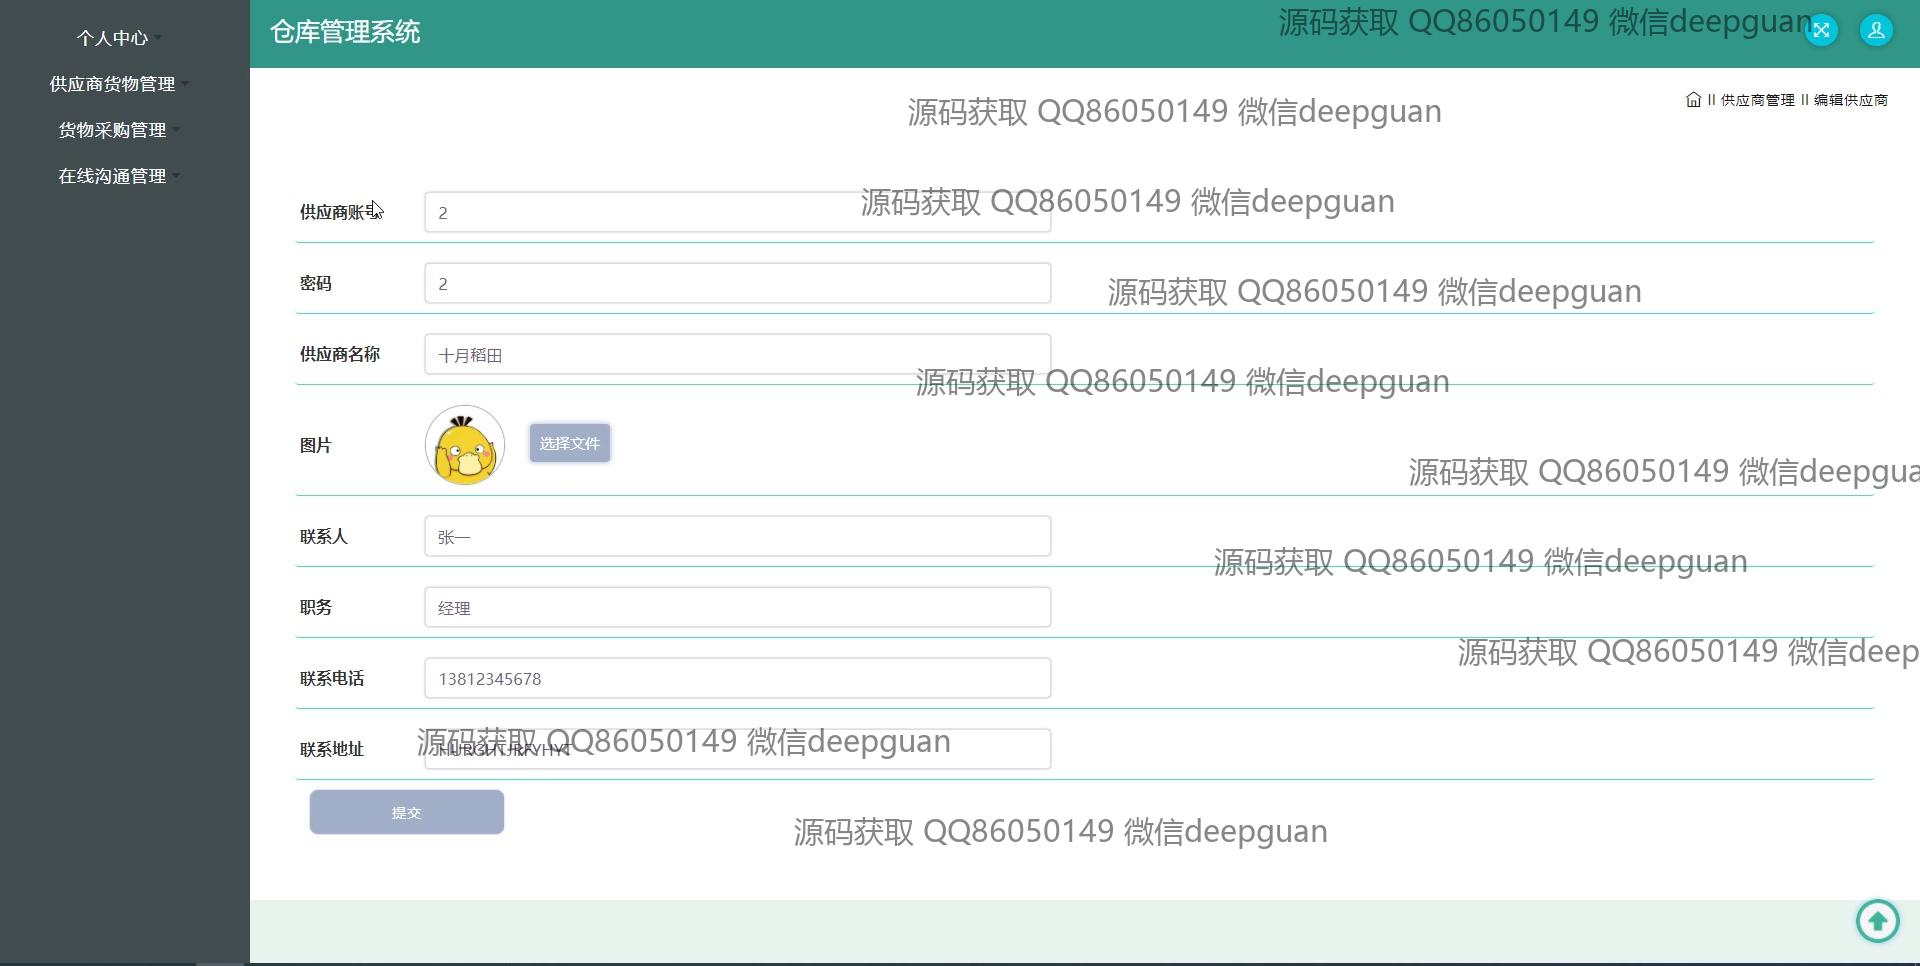 个人中心
供应商货物管理
货物采购管理
在线沟通管理
仓库管理系统
源码获取 QQ86050149 微信deepguan
源码获取 QQ86050149 微信deepguan
II 供应商管理 II 编辑供应商
供应商账号
2
源码获取 QQ86050149 微信deepguan
密码
2
源码获取 QQ86050149 微信deepguan
供应商名称
十月稻田
源码获取 QQ86050149 微信deepguan
图片
选择文件
源码获取 QQ86050149 微信deepgua
联系人
张一
源码获取 QQ86050149 微信deepguan
职务
经理
源码获取 QQ86050149 微信deep
联系电话
13812345678
联系地址
源码获取 QQ86050149 微信deepguan
提交
源码获取 QQ86050149 微信deepguan